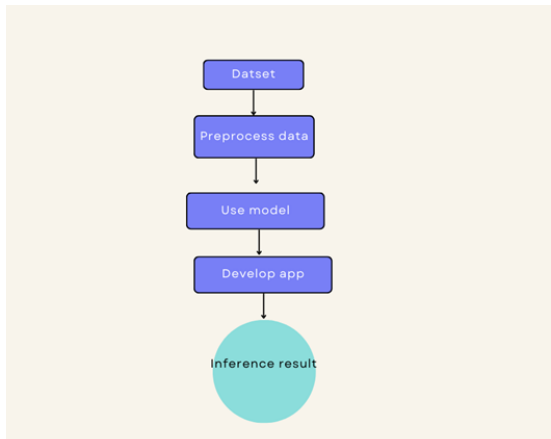 Datset
Preprocess data
Use model
Develop app
Inference result